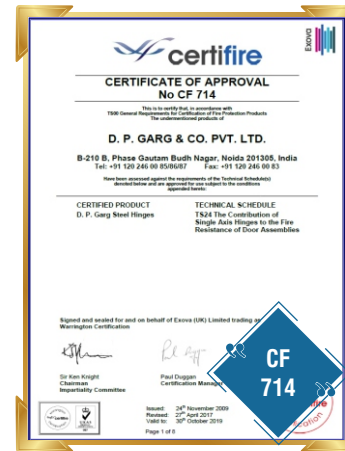 certifire
Exova
CERTIFICATE OF APPROVAL
No CF 714
This is to certify that, in accordance with
TS00 General Requirements for Certification of Fire Protection Products
The undermentioned products of
D. P. GARG & CO. PVT. LTD.
B-210 B, Phase Gautam Budh Nagar, Noida 201305, India
Tel: +91 120 246 00 85/86/87 Fax: +91 120 246 00 83
Have been assessed against the requirements of the Technical Schedule(s)
denoted below and are approved for use subject to the conditions
appended hereto:
CERTIFIED PRODUCT
D. P. Garg Steel Hinges
TECHNICAL SCHEDULE
TS24 The Contribution of
Single Axis Hinges to the Fire
Resistance of Door Assemblies
Signed and sealed for and on behalf of Exova (UK) Limited trading as
Warrington Certification
Sir Ken Knight
Chairman
Impartiality Committee
Paul Duggan
Certification Manager
CF
714
Issued: 24th November 2009
Revised: 27th April 2017
Valid to: 30th October 2019
Page 1 of 8